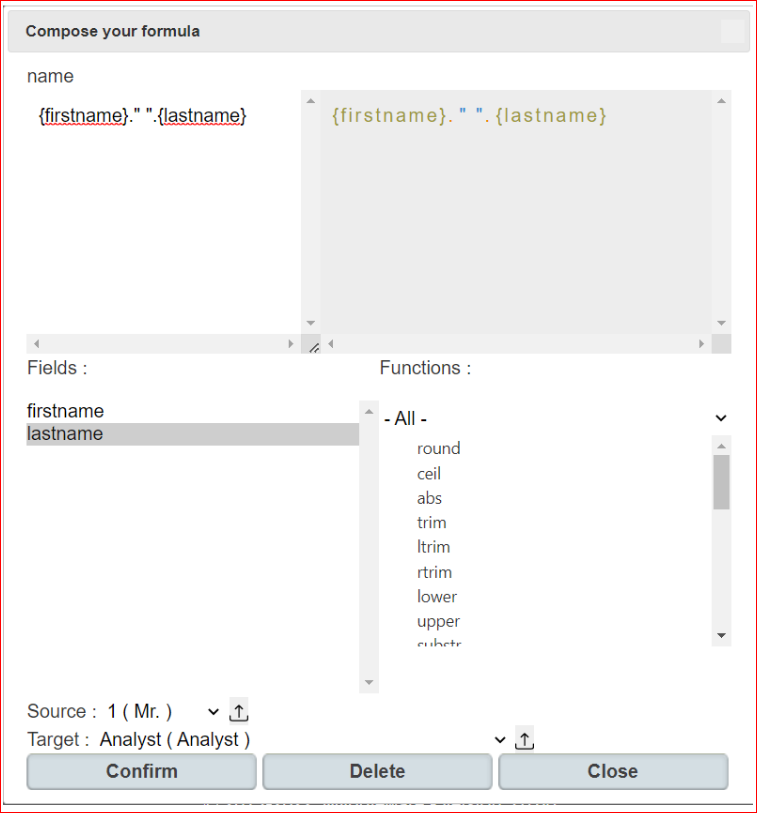 Compose your formula
name
{firstname}." ".{lastname}
{firstname}." ".{lastname}
Fields :
Functions :
firstname
lastname
- All -
round
ceil
abs
trim
ltrim
rtrim
lower
upper
substr
Source : 1 ( Mr. )
Target : Analyst ( Analyst )
Confirm
Delete
Close